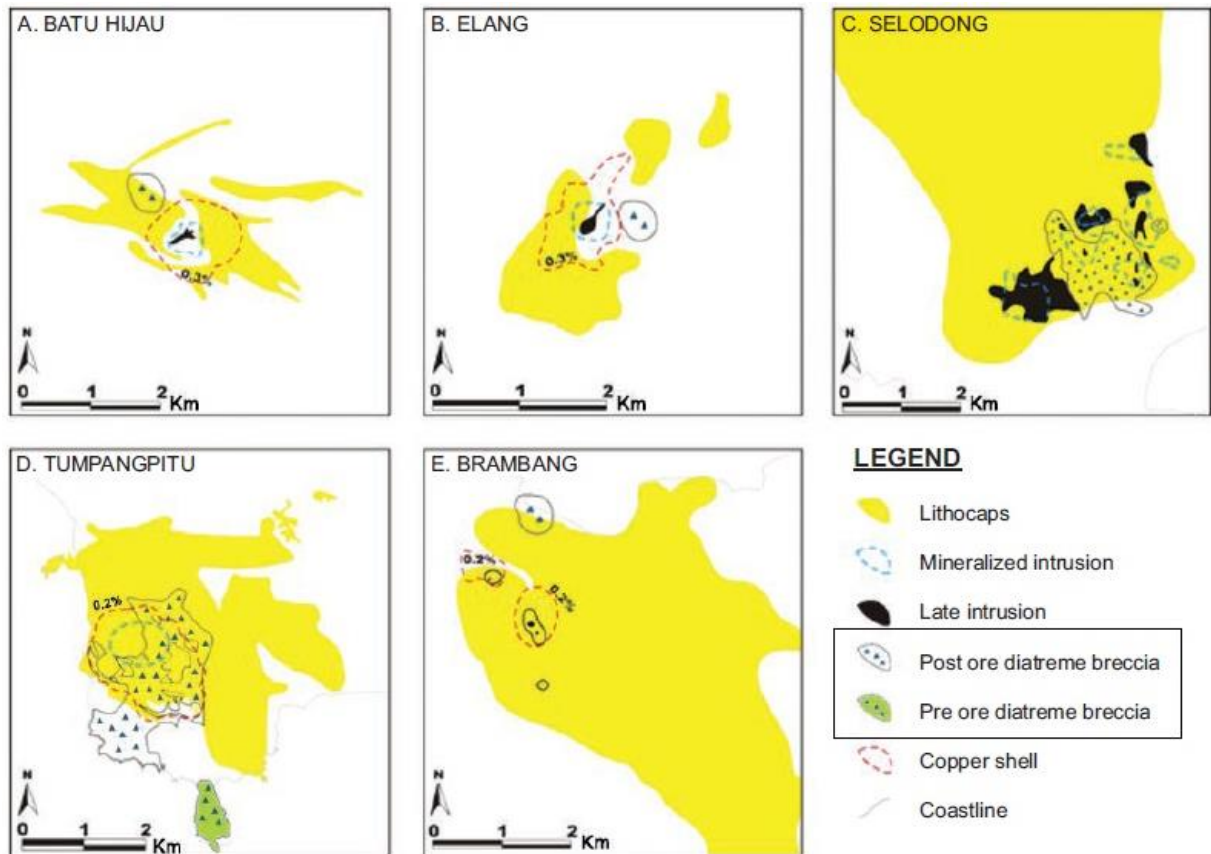 A. BATU HIJAU
0.3%
N
0 1 2 Km
B. ELANG
0.3%
N
0 1 2 Km
C. SELODONG
N
0 1 2 Km
D. TUMPANGPITU
0.2%
N
0 1 2 Km
E. BRAMBANG
0.2%
0.2%
N
0 1 2 Km
LEGEND
Lithocaps
Mineralized intrusion
Late intrusion
Post ore diatreme breccia
Pre ore diatreme breccia
Copper shell
Coastline